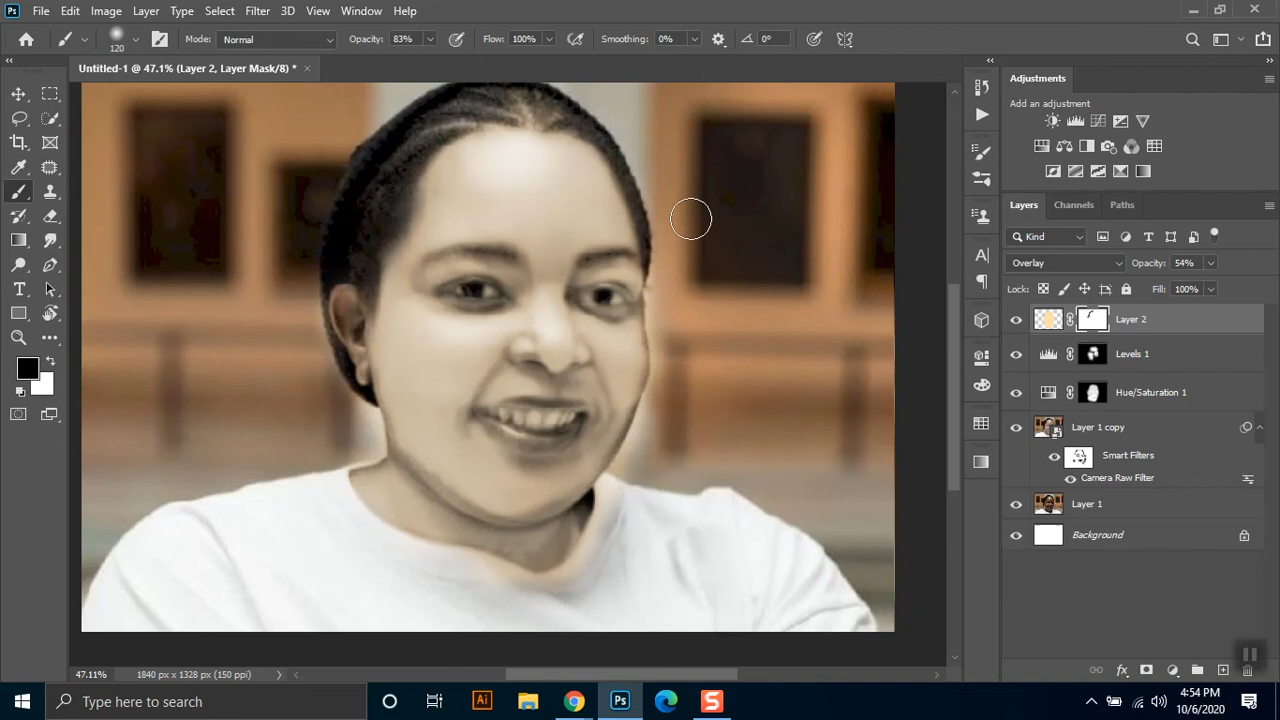 Ps File Edit Image Layer Type Select Filter 3D View Window Help
120 Mode: Normal Opacity: 83% Flow: 100% Smoothing: 0% 0°
Untitled-1 @ 47.1% (Layer 2, Layer Mask/8) * ×
Adjustments
Add an adjustment
Layers Channels Paths
Kind
Overlay Opacity: 54%
Lock: Fill: 100%
Layer 2
Levels 1
Hue/Saturation 1
Layer 1 copy
Smart Filters
Camera Raw Filter
Layer 1
Background
47.11% 1840 px x 1328 px (150 ppi)
Type here to search
Ai Ps S
4:54 PM
10/6/2020